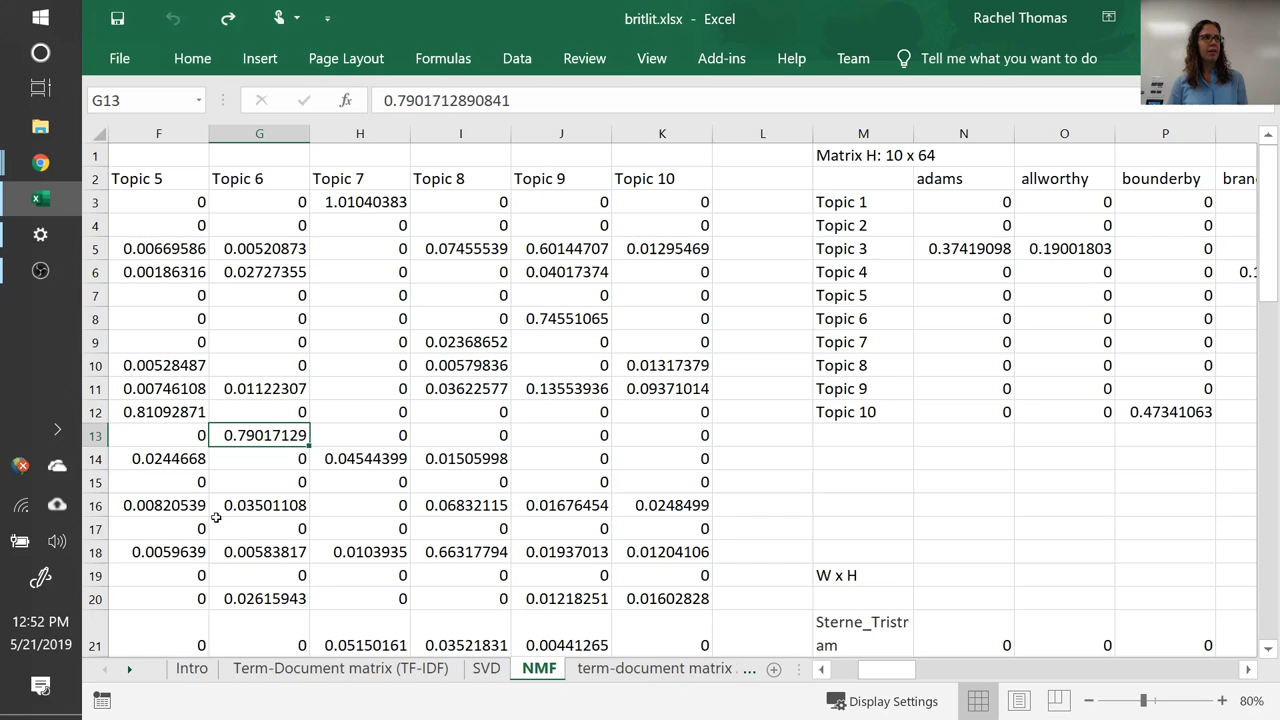 britlit.xlsx - Excel
Rachel Thomas
File Home Insert Page Layout Formulas Data Review View Add-ins Help Team Tell me what you want to do
G13 fx 0.7901712890841
F G H I J K L M N O P
1 Matrix H: 10 x 64
2 Topic 5 Topic 6 Topic 7 Topic 8 Topic 9 Topic 10 adams allworthy bounderby bran
3 0 0 1.01040383 0 0 0 Topic 1 0 0 0
4 0 0 0 0 0 0 Topic 2 0 0 0
5 0.00669586 0.00520873 0 0.07455539 0.60144707 0.01295469 Topic 3 0.37419098 0.19001803 0
6 0.00186316 0.02727355 0 0 0.04017374 0 Topic 4 0 0 0 0.1
7 0 0 0 0 0 0 Topic 5 0 0 0
8 0 0 0 0 0.74551065 0 Topic 6 0 0 0
9 0 0 0 0.02368652 0 0 Topic 7 0 0 0
10 0.00528487 0 0 0.00579836 0 0.01317379 Topic 8 0 0 0
11 0.00746108 0.01122307 0 0.03622577 0.13553936 0.09371014 Topic 9 0 0 0
12 0.81092871 0 0 0 0 0 Topic 10 0 0 0.47341063
13 0 0.79017129 0 0 0 0
14 0.0244668 0 0.04544399 0.01505998 0 0
15 0 0 0 0 0 0
16 0.00820539 0.03501108 0 0.06832115 0.01676454 0.0248499
17 0 0 0 0 0 0
18 0.0059639 0.00583817 0.0103935 0.66317794 0.01937013 0.01204106
19 0 0 0 0 0 0 W x H
20 0 0.02615943 0 0 0.01218251 0.01602828
Sterne_Tristr
21 0 0 0.05150161 0.03521831 0.00441265 0 am 0 0 0
12:52 PM
5/21/2019
Intro Term-Document matrix (TF-IDF) SVD NMF term-document matrix ...
Display Settings 80%